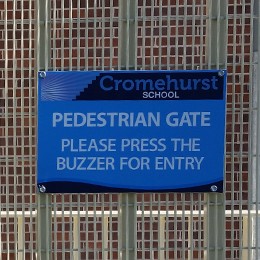 Cromehurst
SCHOOL
PEDESTRIAN GATE
PLEASE PRESS THE
BUZZER FOR ENTRY